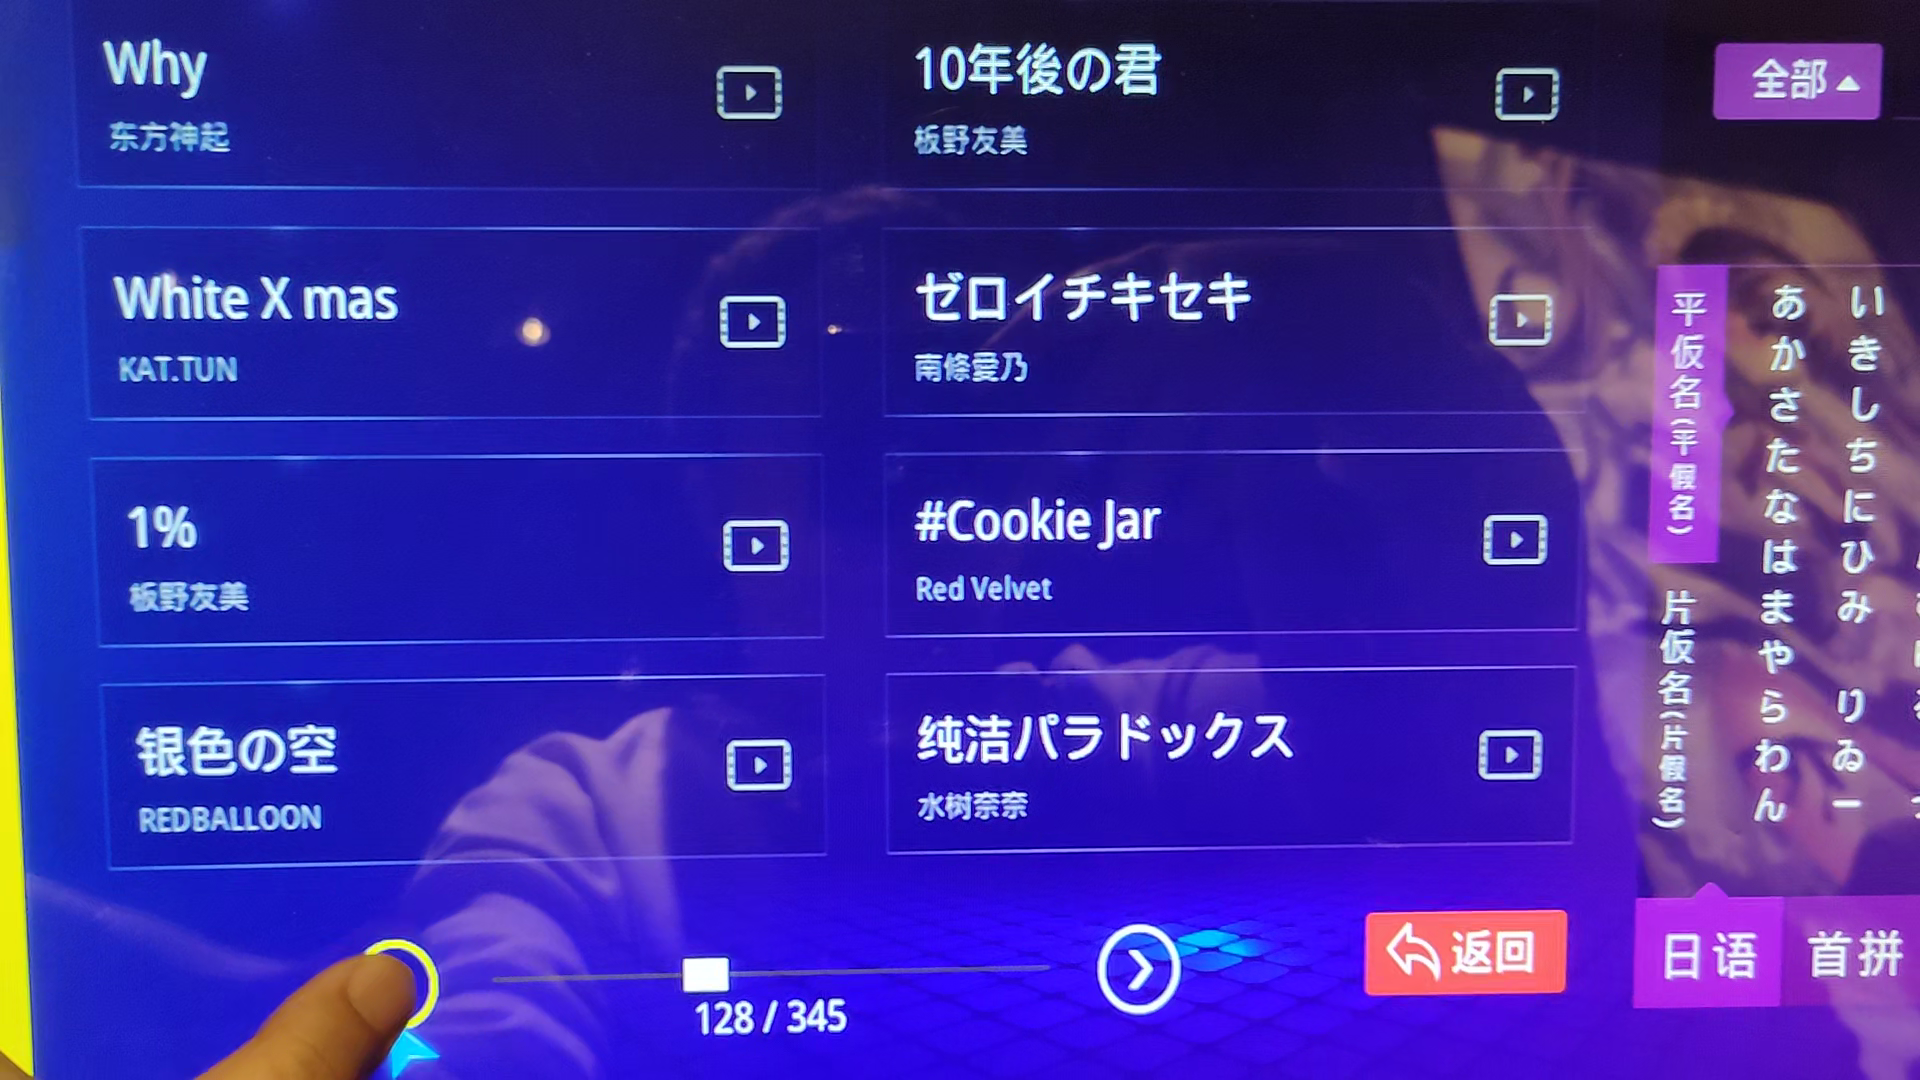 Why
东方神起
10年後の君
板野友美
White X mas
KAT.TUN
ゼロイチキセキ
南條愛乃
1%
板野友美
#Cookie Jar
Red Velvet
银色の空
REDBALLOON
纯洁パラドックス
水树奈奈
128 / 345
返回
全部
平仮名(平假名)
片仮名(片假名)
あかさたなはまやらわん
いきしちにひみ りゐー
日语
首拼